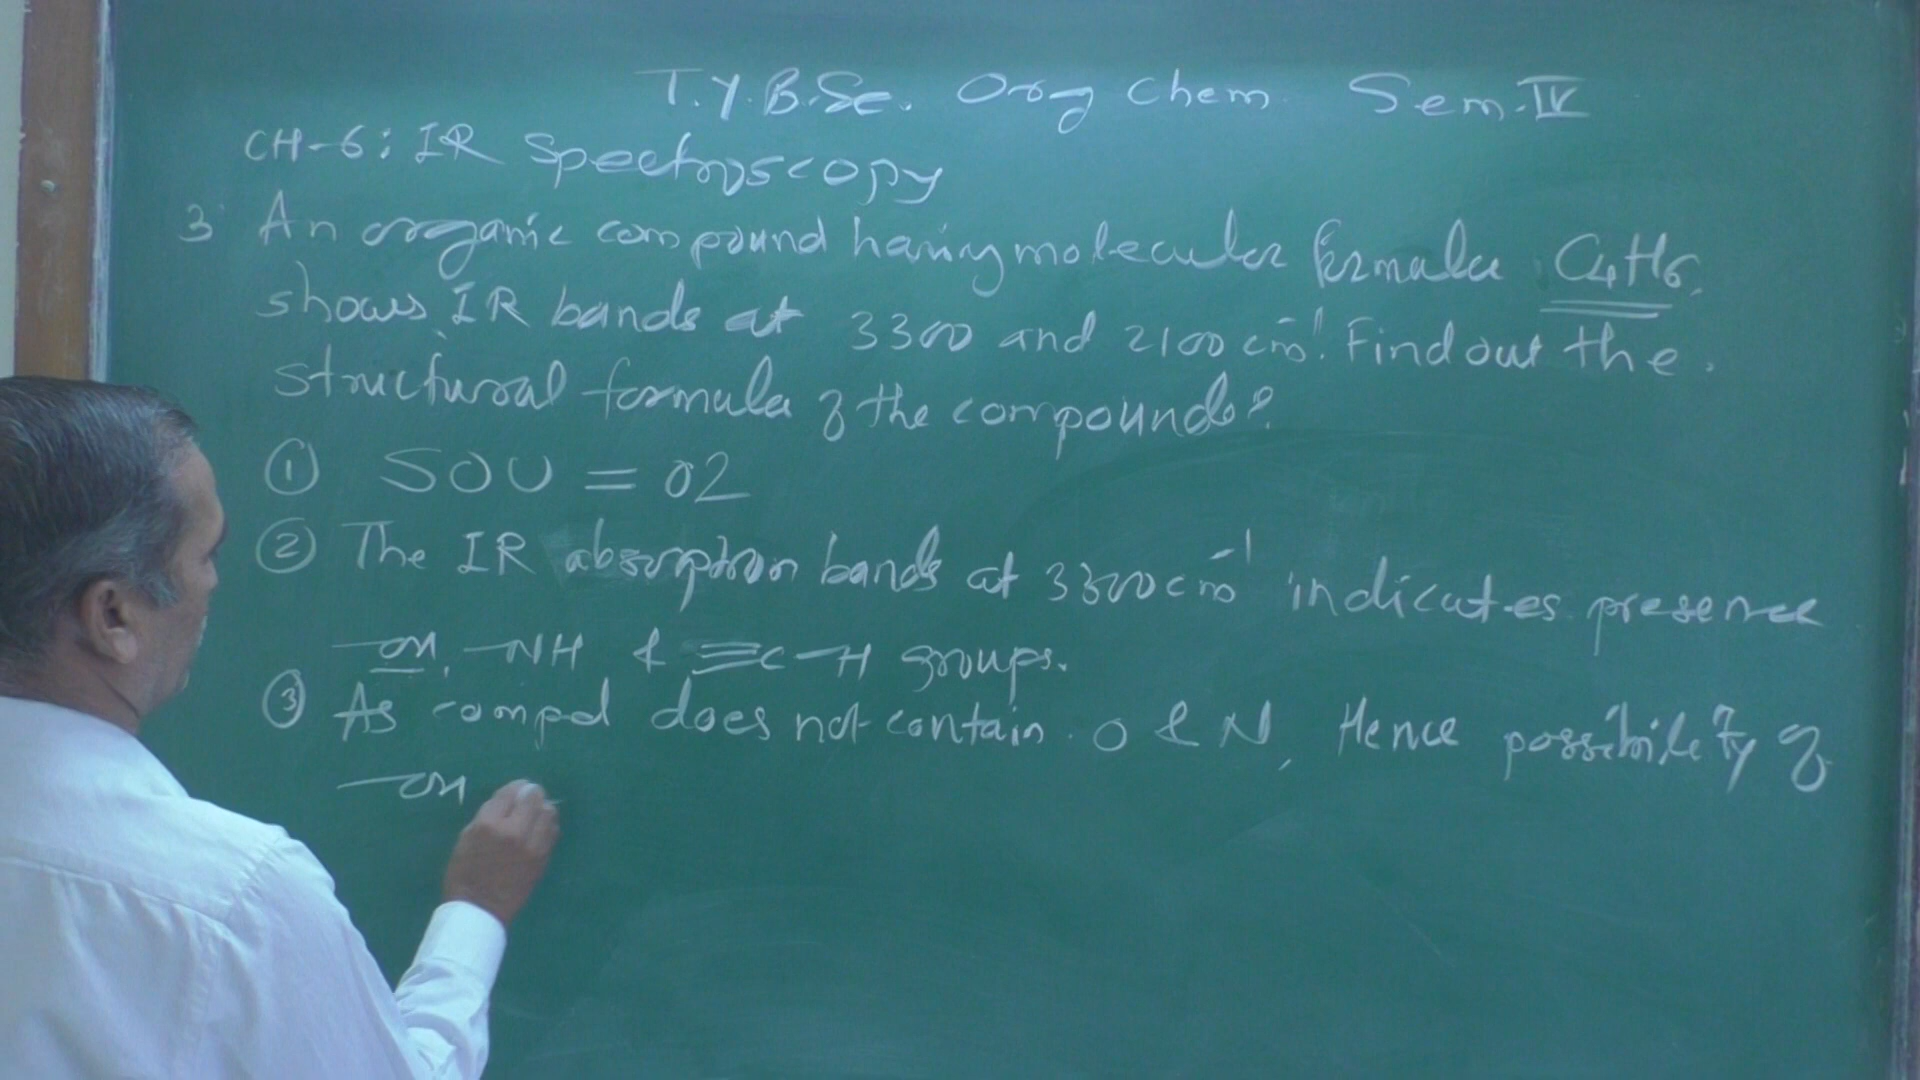 T.Y.B.Sc. Org Chem Sem. IV
CH-6: IR Spectroscopy
3 An organic compound having molecular formula C4H6,
shows IR bands at 3300 and 2100 cm-1. Find out the.
structural formula of the compounds?
① SOU = 02
② The IR absorption bands at 3300cm-1 indicates presence
-OH, -NH & ≡C-H groups.
③ As compd does not contain. O & N, Hence possibility of
-OH